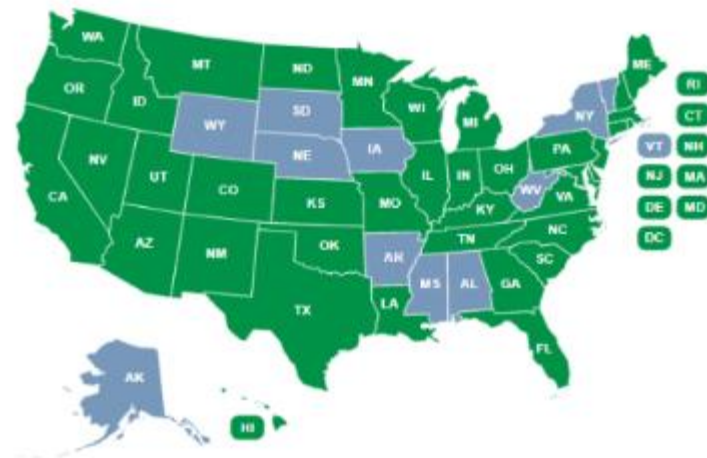 WA
ME
MT
ND
MN
RI
OR
ID
SD
WI
MI
CT
WY
NY
VT
NH
IA
PA
NE
NJ
MA
NV
UT
IL
IN
OH
WV
CO
VA
DE
MD
CA
KS
MO
KY
NC
DC
TN
AZ
NM
OK
AR
SC
MS
AL
GA
TX
LA
FL
AK
HI